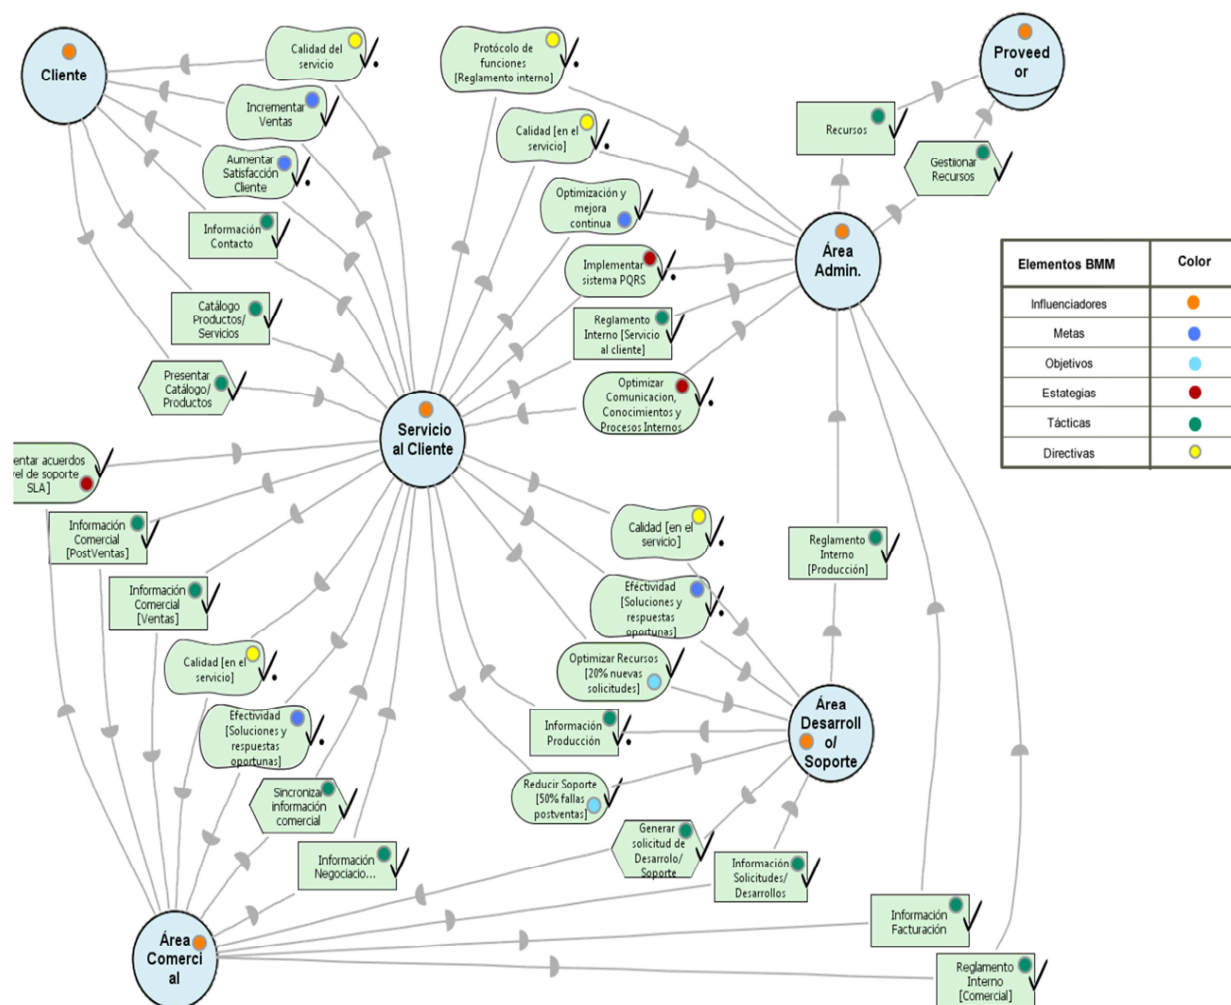 Cliente
Calidad del
servicio
Incrementar
Ventas
Aumentar
Satisfacción
Cliente
Información
Contacto
Catálogo
Productos/
Servicios
Presentar
Catálogo/
Productos
Protócolo de
funciones
[Reglamento interno]
Calidad [en el
servicio]
Optimización y
mejora
continua
Implementar
sistema PQRS
Reglamento
Interno [Servicio
al cliente]
Optimizar
Comunicacion,
Conocimientos y
Procesos Internos
Proveed
or
Recursos
Gestiionar
Recursos
Área
Admin.
Elementos BMM
Color
Influenciadores
Metas
Objetivos
Estategias
Tácticas
Directivas
Servicio
al Cliente
entar acuerdos
vel de soporte
SLA]
Información
Comercial
[PostVentas]
Información
Comercial
[Ventas]
Calidad [en el
servicio]
Efectividad
[Soluciones y
respuestas
oportunas]
Sincronizar
información
comercial
Información
Negociacio...
Calidad [en el
servicio]
Eféctividad
[Soluciones y
respuestas
oportunas]
Optimizar Recursos
[20% nuevas
solicitudes]
Información
Producción
Reducir Soporte
[50% fallas
postventas]
Generar
solicitud de
Desarrolo/
Soporte
Información
Solicitudes/
Desarrollos
Reglamento
Interno
[Producción]
Área
Desarroll
o/
Soporte
Información
Facturación
Reglamento
Interno
[Comercial]
Área
Comerci
al